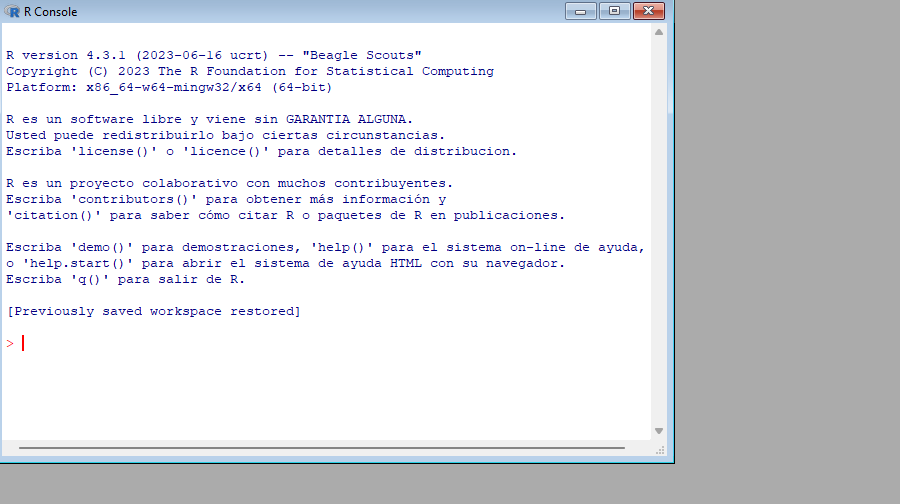 R Console
R version 4.3.1 (2023-06-16 ucrt) -- "Beagle Scouts"
Copyright (C) 2023 The R Foundation for Statistical Computing
Platform: x86_64-w64-mingw32/x64 (64-bit)
R es un software libre y viene sin GARANTIA ALGUNA.
Usted puede redistribuirlo bajo ciertas circunstancias.
Escriba 'license()' o 'licence()' para detalles de distribucion.
R es un proyecto colaborativo con muchos contribuyentes.
Escriba 'contributors()' para obtener más información y
'citation()' para saber cómo citar R o paquetes de R en publicaciones.
Escriba 'demo()' para demostraciones, 'help()' para el sistema on-line de ayuda,
o 'help.start()' para abrir el sistema de ayuda HTML con su navegador.
Escriba 'q()' para salir de R.
[Previously saved workspace restored]
>